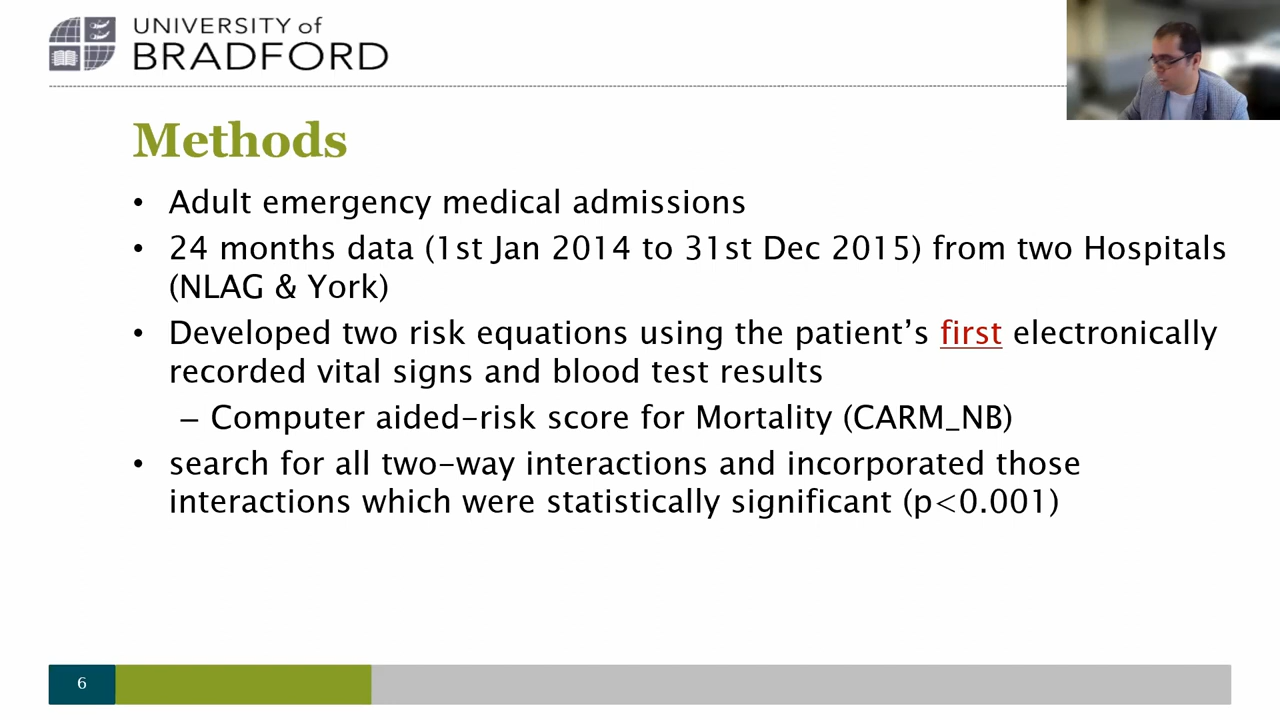 UNIVERSITY of
BRADFORD
Methods
• Adult emergency medical admissions
• 24 months data (1st Jan 2014 to 31st Dec 2015) from two Hospitals
(NLAG & York)
• Developed two risk equations using the patient’s first electronically
recorded vital signs and blood test results
– Computer aided-risk score for Mortality (CARM_NB)
• search for all two-way interactions and incorporated those
interactions which were statistically significant (p<0.001)
6